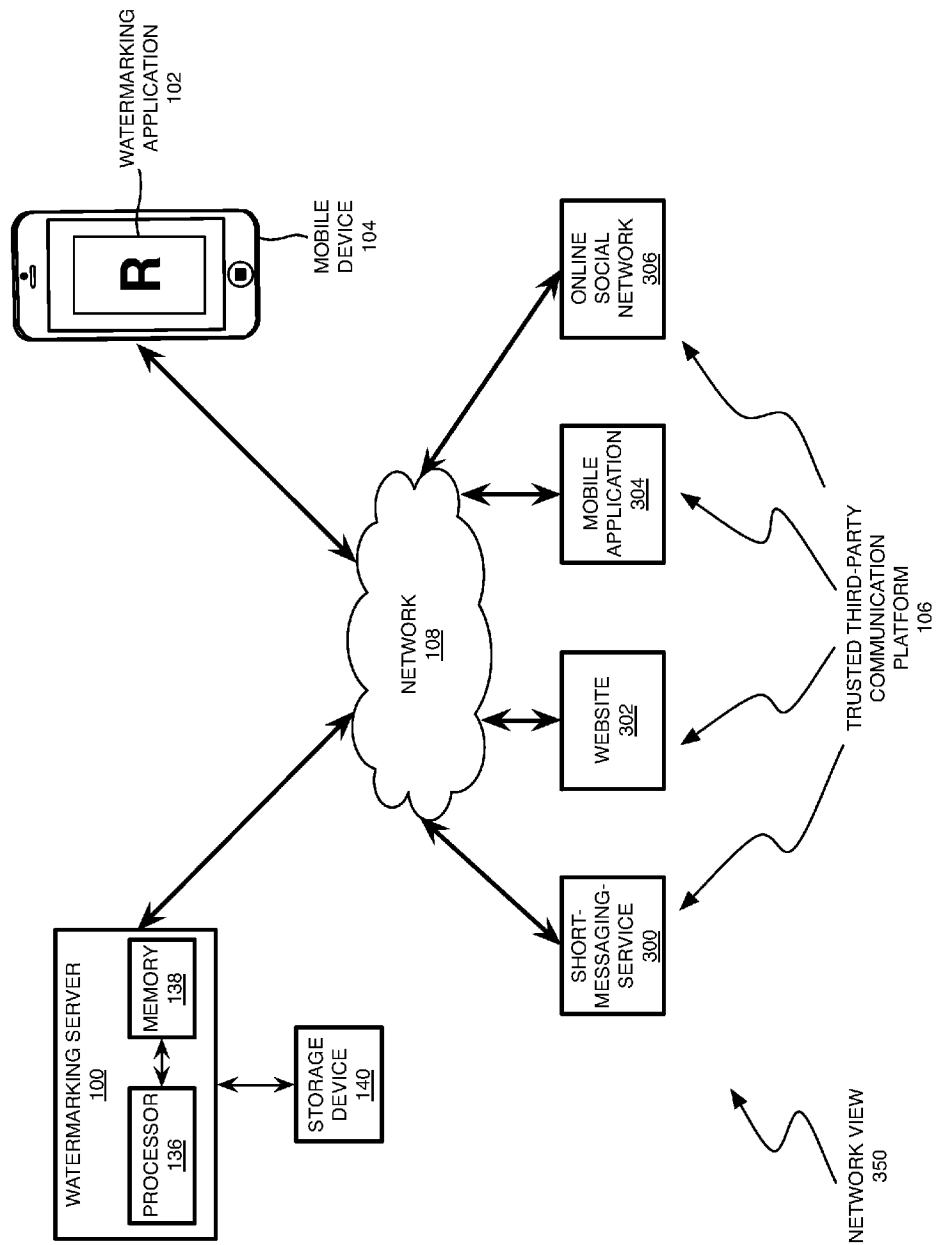 WATERMARKING SERVER
100
PROCESSOR
136
MEMORY
138
STORAGE
DEVICE
140
R
WATERMARKING
APPLICATION
102
MOBILE
DEVICE
104
NETWORK
108
SHORT-
MESSAGING-
SERVICE
300
WEBSITE
302
MOBILE
APPLICATION
304
ONLINE
SOCIAL
NETWORK
306
TRUSTED THIRD-PARTY
COMMUNICATION
PLATFORM
106
NETWORK VIEW
350